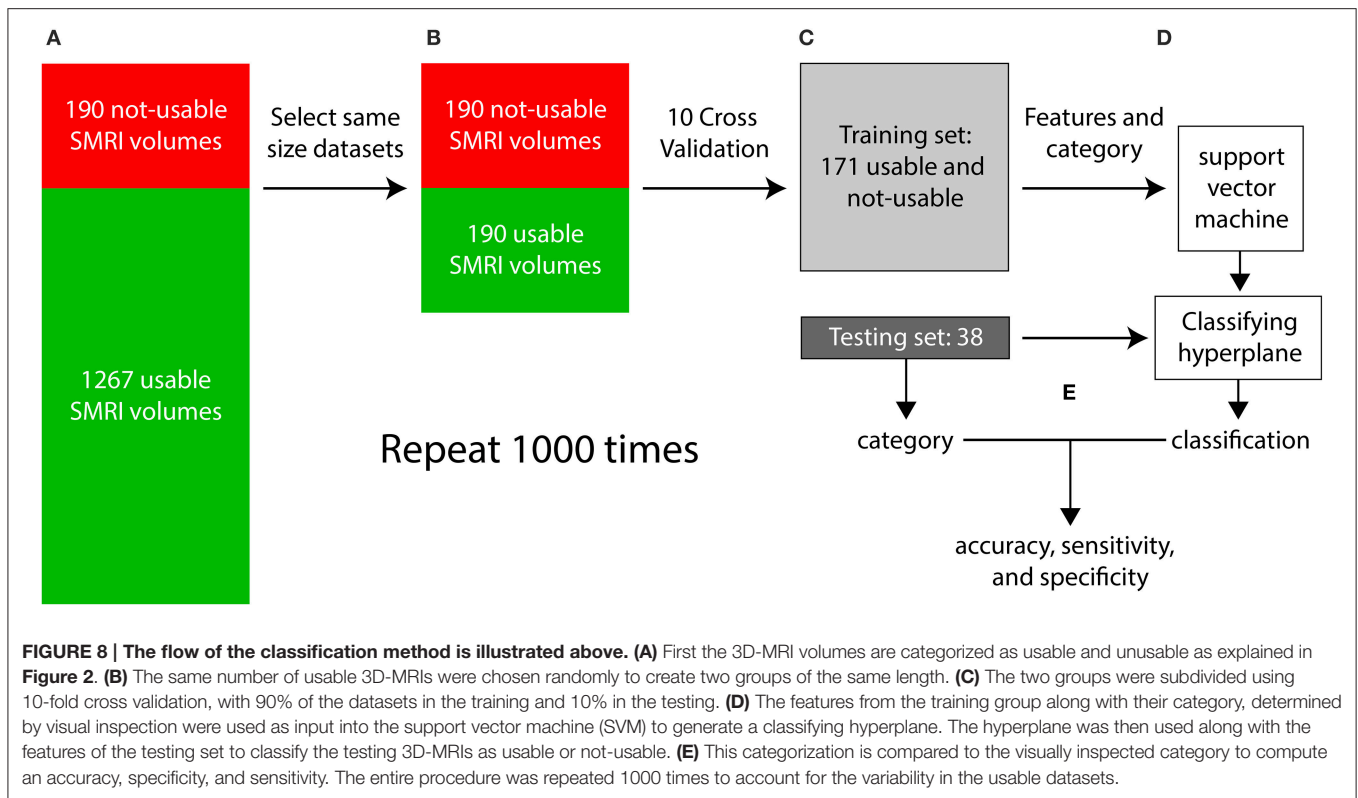 A
B
C
D
190 not-usable
SMRI volumes
Select same
size datasets
190 not-usable
SMRI volumes
10 Cross
Validation
Training set:
171 usable and
not-usable
Features and
category
support
vector
machine
190 usable
SMRI volumes
1267 usable
SMRI volumes
Testing set: 38
Classifying
hyperplane
E
Repeat 1000 times
category
classification
accuracy, sensitivity,
and specificity
FIGURE 8 | The flow of the classification method is illustrated above. (A) First the 3D-MRI volumes are categorized as usable and unusable as explained in
Figure 2. (B) The same number of usable 3D-MRIs were chosen randomly to create two groups of the same length. (C) The two groups were subdivided using
10-fold cross validation, with 90% of the datasets in the training and 10% in the testing. (D) The features from the training group along with their category, determined
by visual inspection were used as input into the support vector machine (SVM) to generate a classifying hyperplane. The hyperplane was then used along with the
features of the testing set to classify the testing 3D-MRIs as usable or not-usable. (E) This categorization is compared to the visually inspected category to compute
an accuracy, specificity, and sensitivity. The entire procedure was repeated 1000 times to account for the variability in the usable datasets.